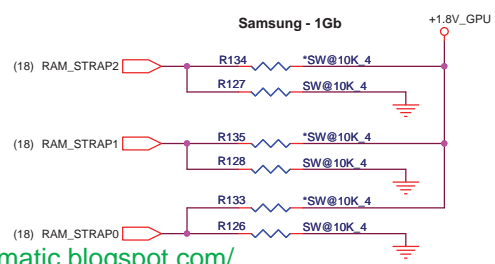 Samsung - 1Gb
+1.8V_GPU
(18) RAM_STRAP2 R134 *SW@10K_4
R127 SW@10K_4
(18) RAM_STRAP1 R135 *SW@10K_4
R128 SW@10K_4
R133 *SW@10K_4
(18) RAM_STRAP0 R126 SW@10K_4
matic.blogspot.com/